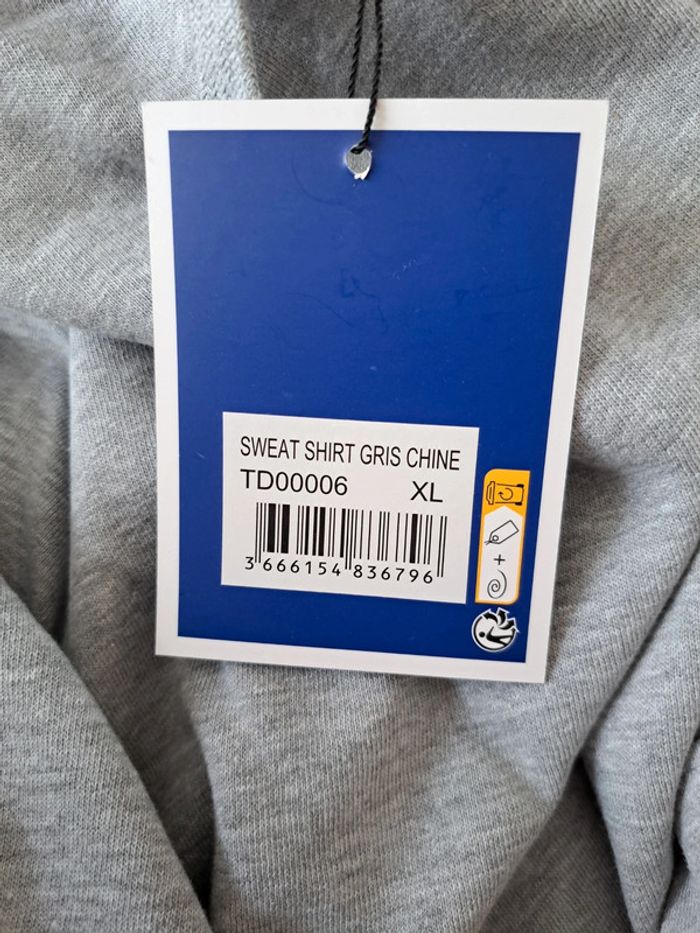 SWEAT SHIRT GRIS CHINE
TD00006 XL
3 666154 836796
+